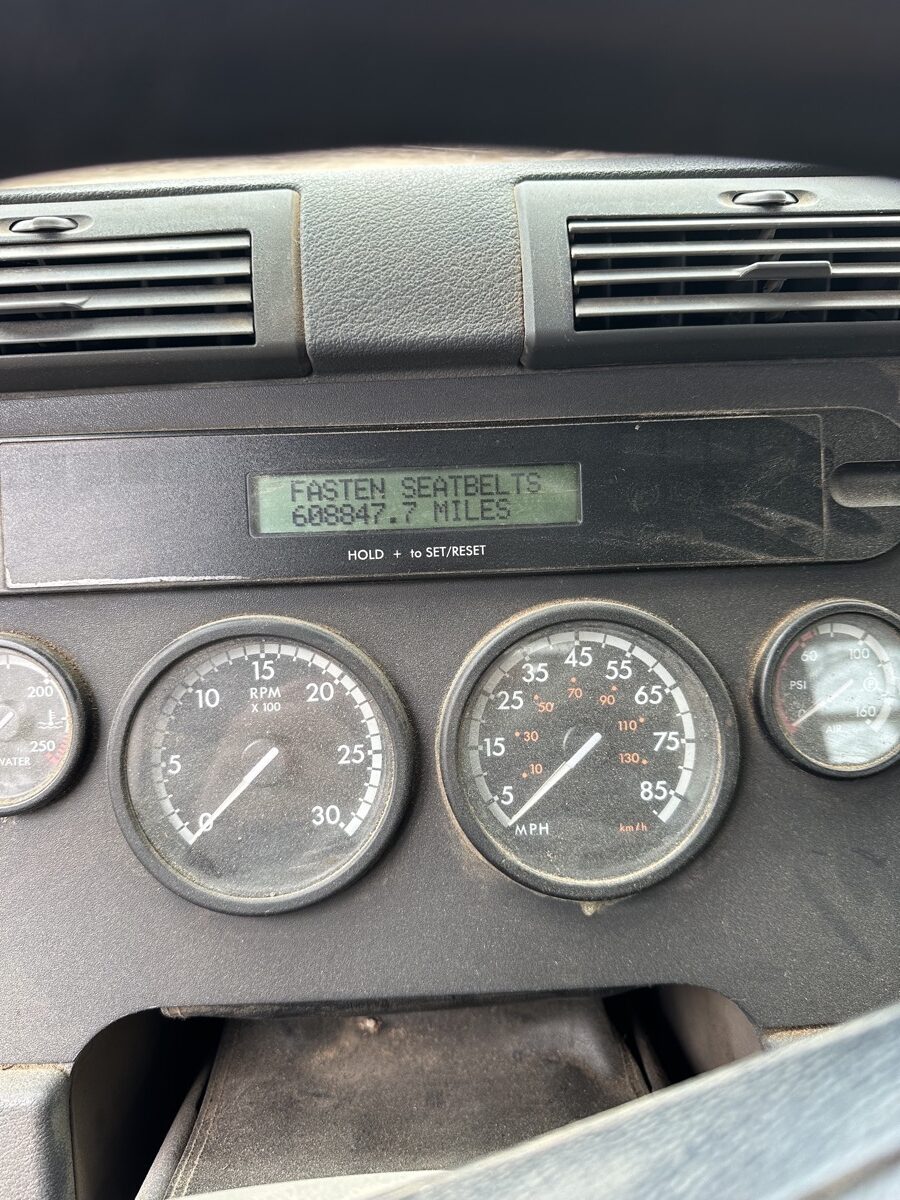 FASTEN SEATBELTS
608847.7 MILES
HOLD + to SET/RESET
200
250
WATER
0 5 10 15 20 25 30
RPM
X 100
5 15 25 35 45 55 65 75 85
10 30 50 70 90 110 130
MPH
km/h
60 100 160
PSI
AIR